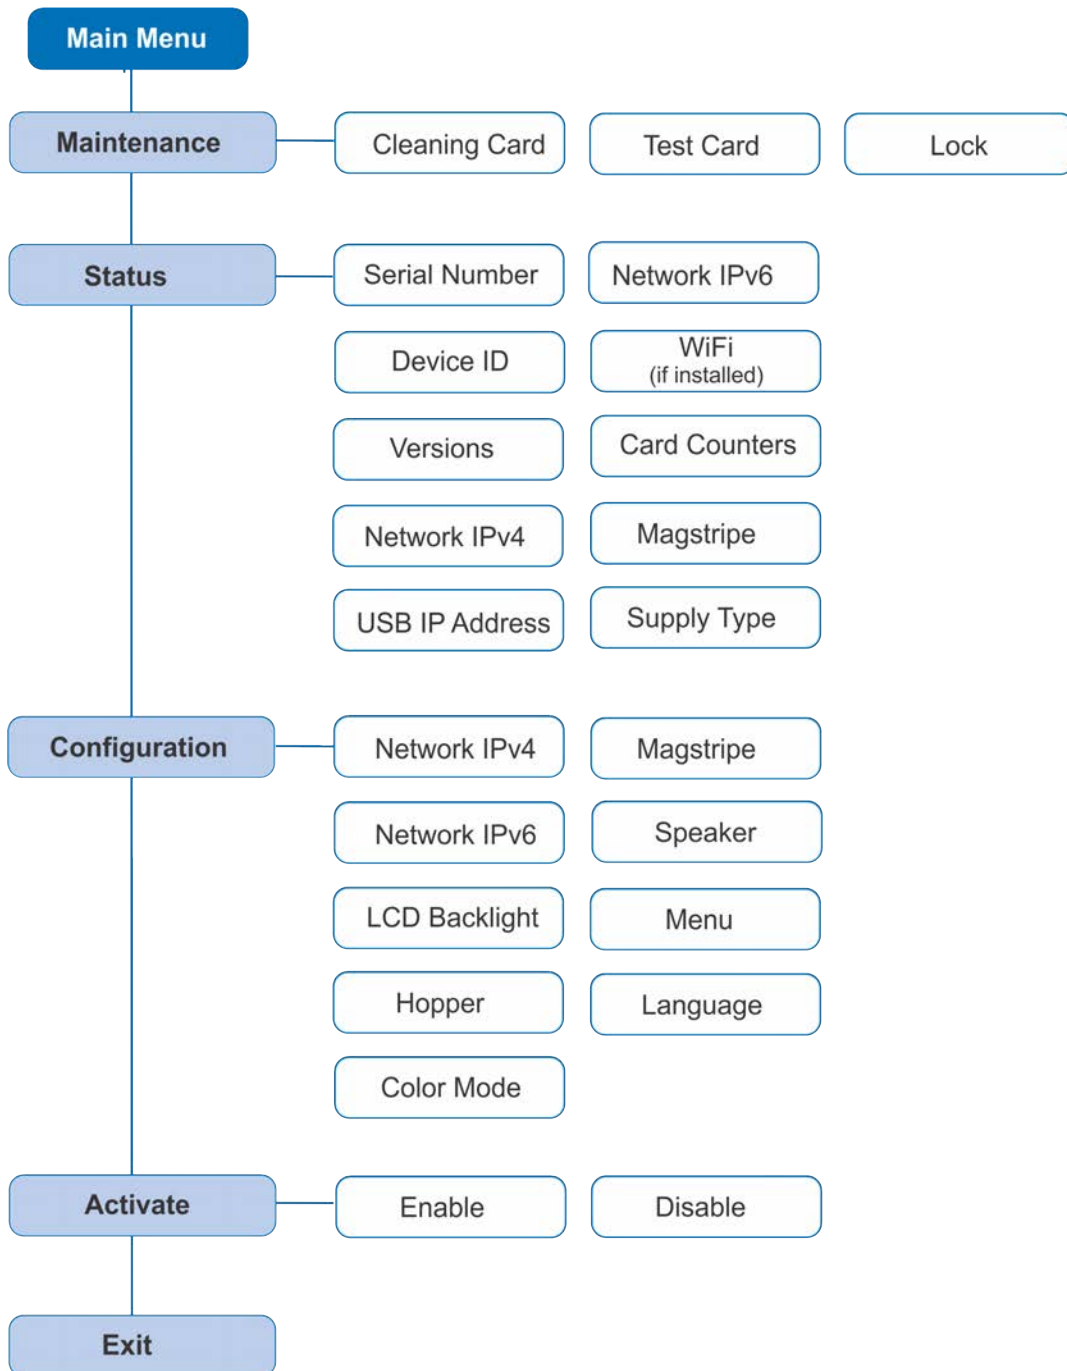 Main Menu
Maintenance
Cleaning Card
Test Card
Lock
Status
Serial Number
Network IPv6
Device ID
WiFi
(if installed)
Versions
Card Counters
Network IPv4
Magstripe
USB IP Address
Supply Type
Configuration
Network IPv4
Magstripe
Network IPv6
Speaker
LCD Backlight
Menu
Hopper
Language
Color Mode
Activate
Enable
Disable
Exit